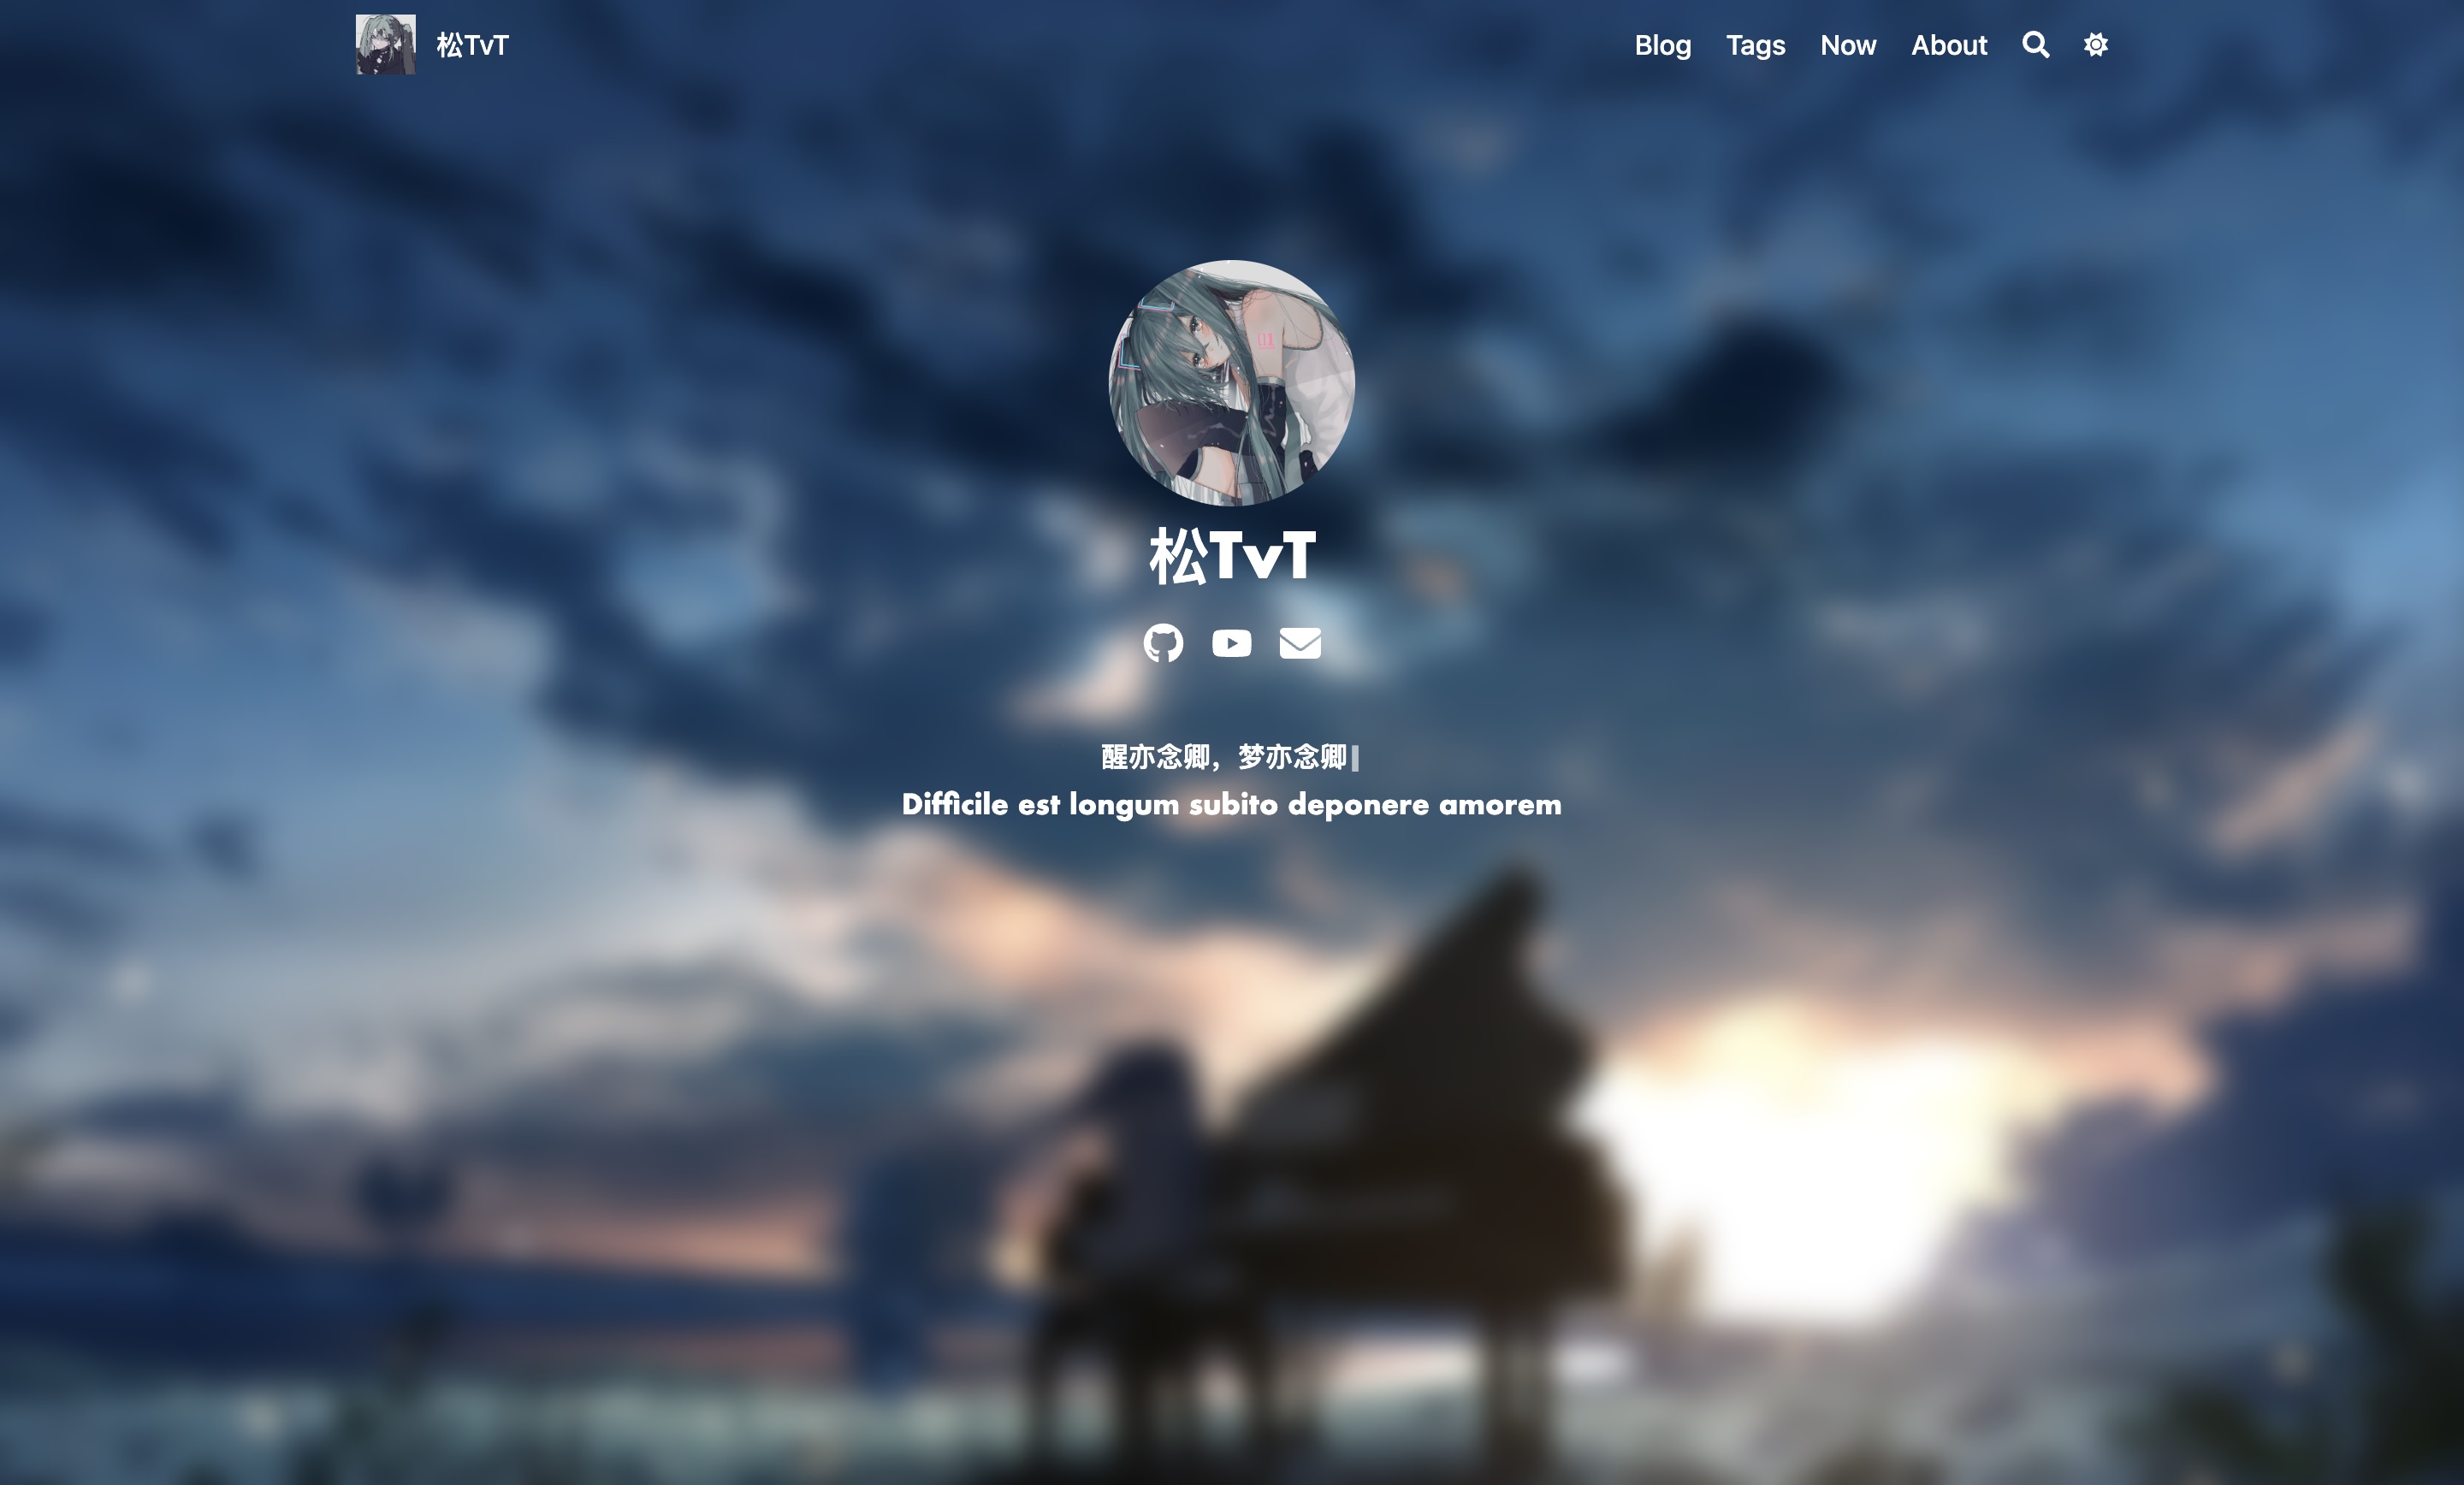 松TvT
Blog Tags Now About
01
松TvT
醒亦念卿，梦亦念卿
Difficile est longum subito deponere amorem